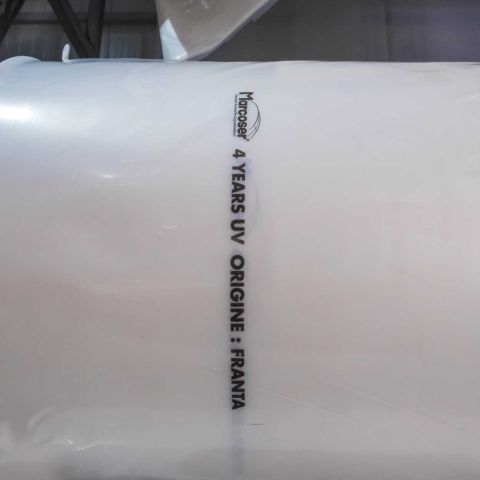 Marcoser®
4 YEARS UV ORIGINE : FRANTA